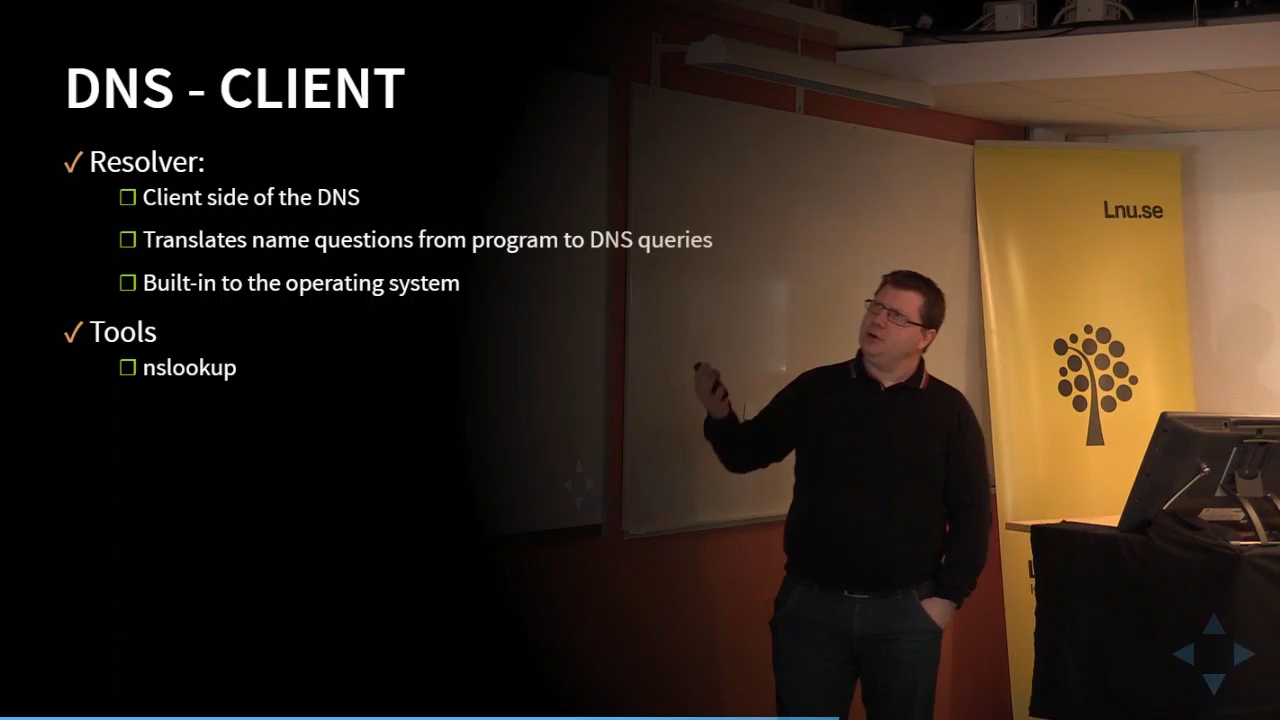 DNS - CLIENT
✓ Resolver:
❒ Client side of the DNS
❒ Translates name questions from program to DNS queries
❒ Built-in to the operating system
✓ Tools
❒ nslookup
Lnu.se